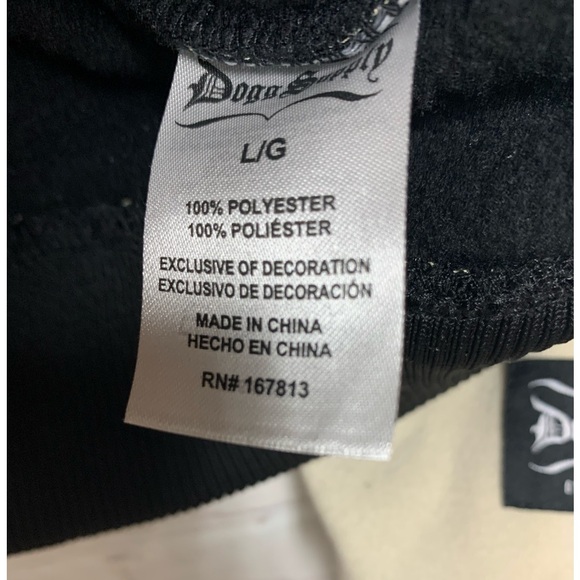 Dogg Supply
L/G
100% POLYESTER
100% POLIÉSTER
EXCLUSIVE OF DECORATION
EXCLUSIVO DE DECORACIÓN
MADE IN CHINA
HECHO EN CHINA
RN# 167813
D